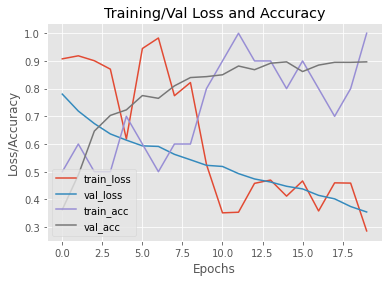 Training/Val Loss and Accuracy
1.0
0.9
0.8
0.7
0.6
0.5
0.4
0.3
Loss/Accuracy
train_loss
val_loss
train_acc
val_acc
0.0 2.5 5.0 7.5 10.0 12.5 15.0 17.5
Epochs